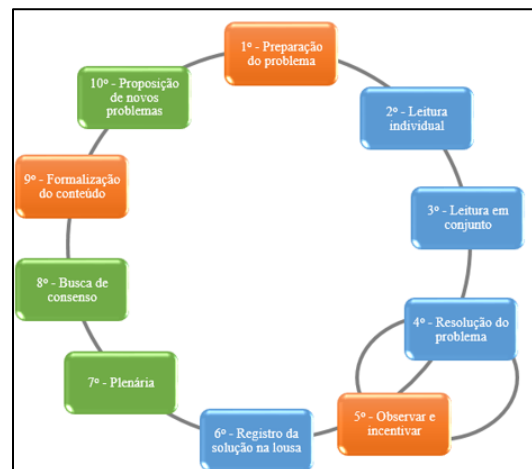 1º - Preparação
do problema
2º - Leitura
individual
3º - Leitura em
conjunto
4º - Resolução do
problema
5º - Observar e
incentivar
6º - Registro da
solução na lousa
7º - Plenária
8º - Busca de
consenso
9º - Formalização
do conteúdo
10º - Proposição
de novos
problemas